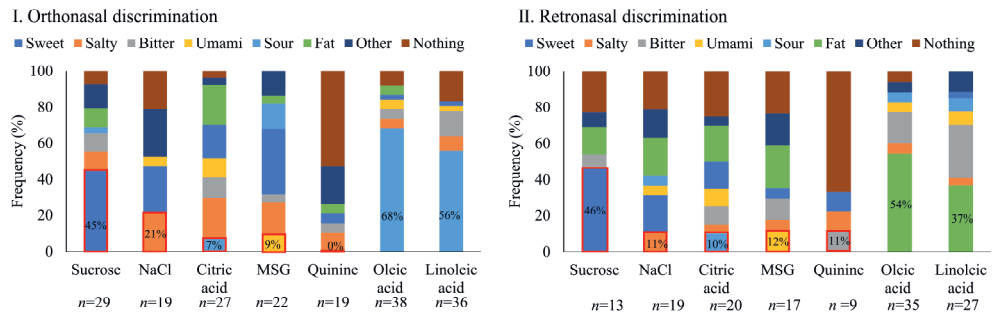 I. Orthonasal discrimination
Sweet Salty Bitter Umami Sour Fat Other Nothing
Frequency (%)
100
80
60
40
20
0
45%
21%
7%
9%
0%
68%
56%
Sucrose NaCl Citric acid MSG Quinine Oleic acid Linoleic acid
n=29 n=19 n=27 n=22 n=19 n=38 n=36
II. Retronasal discrimination
Sweet Salty Bitter Umami Sour Fat Other Nothing
Frequency (%)
100
80
60
40
20
0
46%
11%
10%
12%
11%
54%
37%
Sucrose NaCl Citric acid MSG Quinine Oleic acid Linoleic acid
n=13 n=19 n=20 n=17 n=9 n=35 n=27